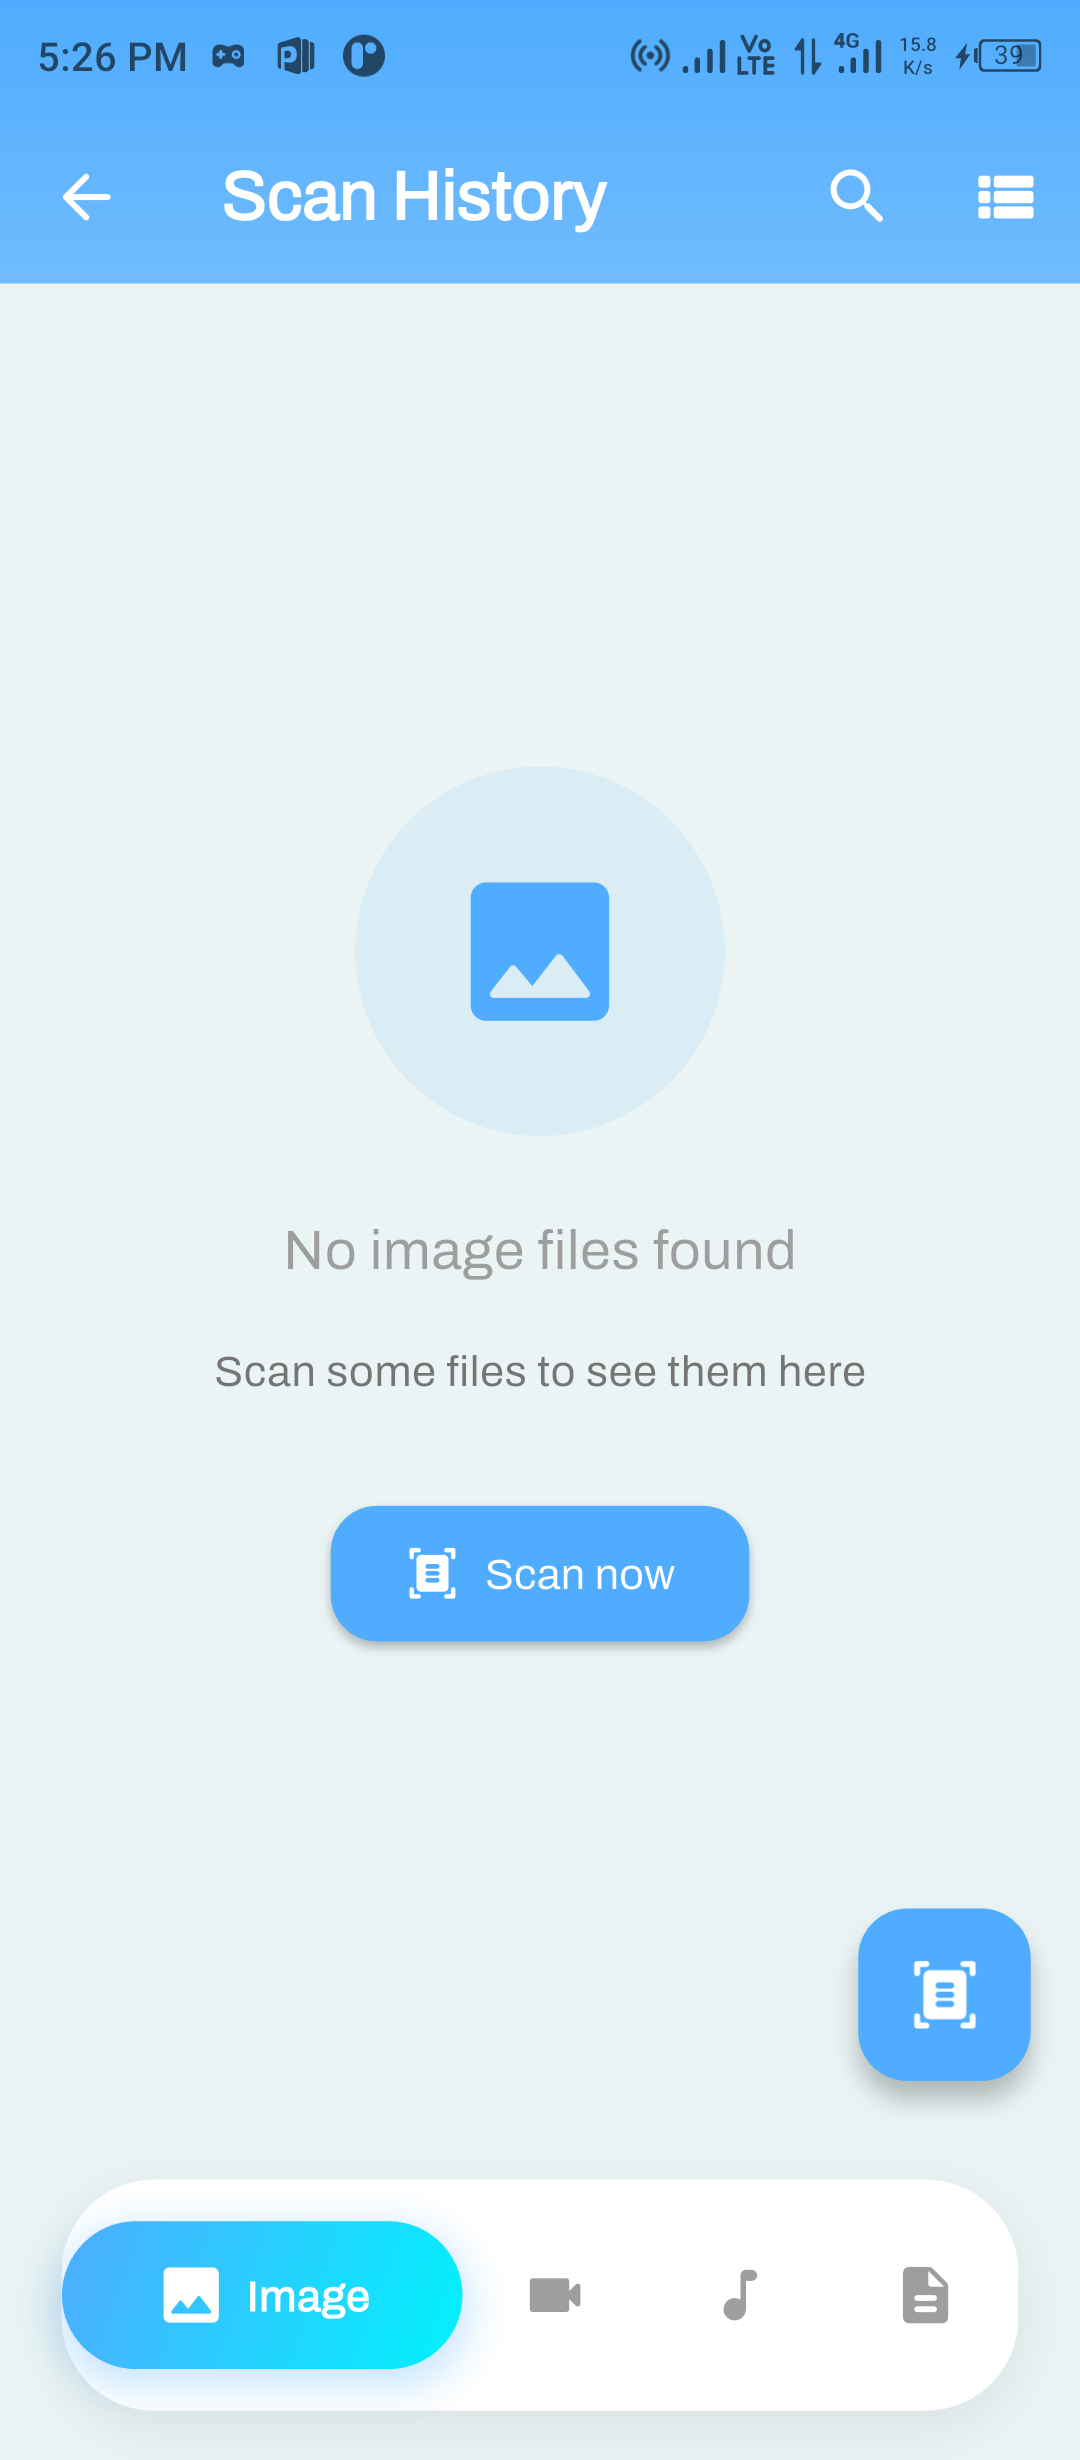 5:26 PM
Vo LTE
4G
15.8 K/s
39
Scan History
No image files found
Scan some files to see them here
Scan now
Image